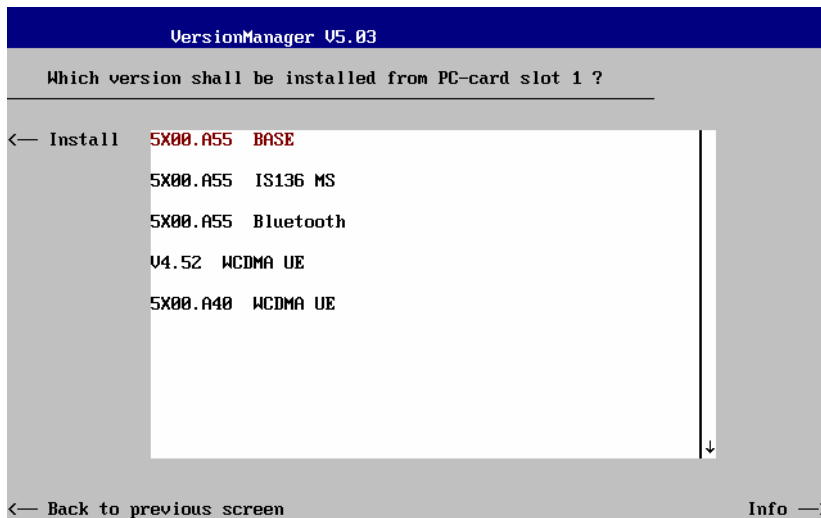 VersionManager V5.03
Which version shall be installed from PC-card slot 1 ?
<— Install
5X00.A55 BASE
5X00.A55 IS136 MS
5X00.A55 Bluetooth
V4.52 WCDMA UE
5X00.A40 WCDMA UE
↓
<— Back to previous screen
Info —